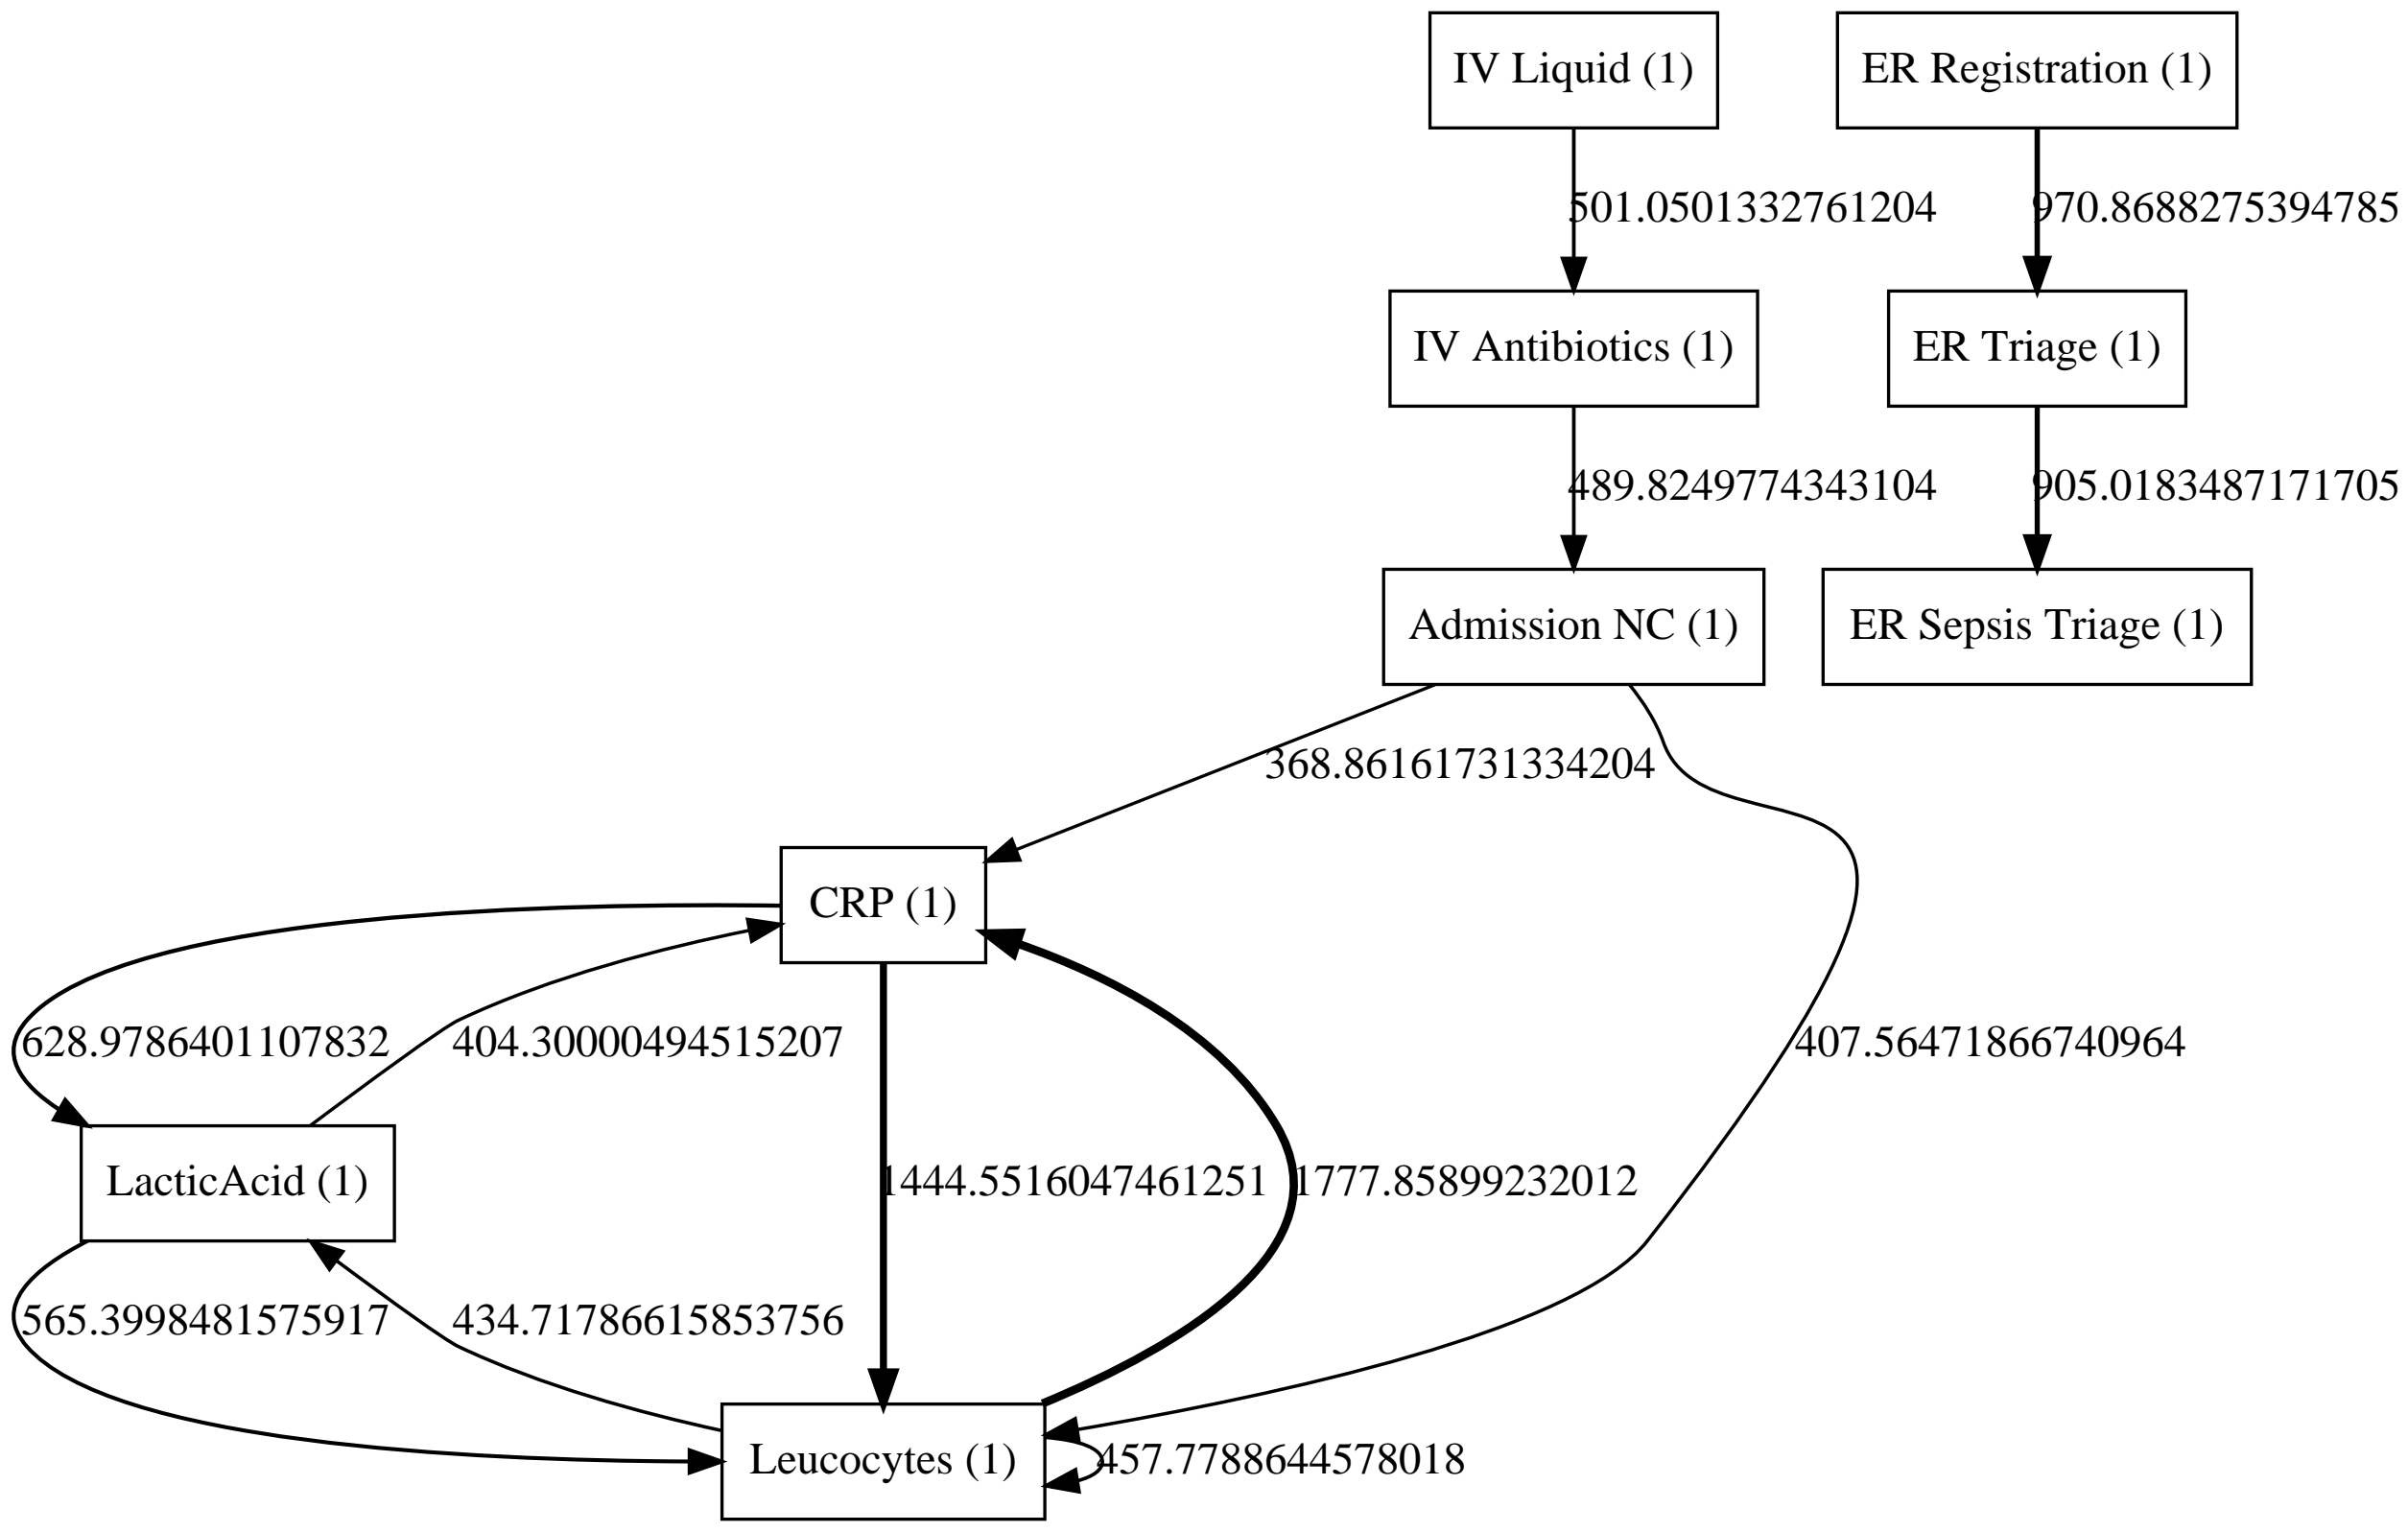 IV Liquid (1)
ER Registration (1)
501.0501332761204
970.8688275394785
IV Antibiotics (1)
ER Triage (1)
489.8249774343104
905.0183487171705
Admission NC (1)
ER Sepsis Triage (1)
368.86161731334204
CRP (1)
628.9786401107832
404.30000494515207
407.56471866740964
LacticAcid (1)
1444.5516047461251
1777.85899232012
565.3998481575917
434.71786615853756
Leucocytes (1)
457.7788644578018